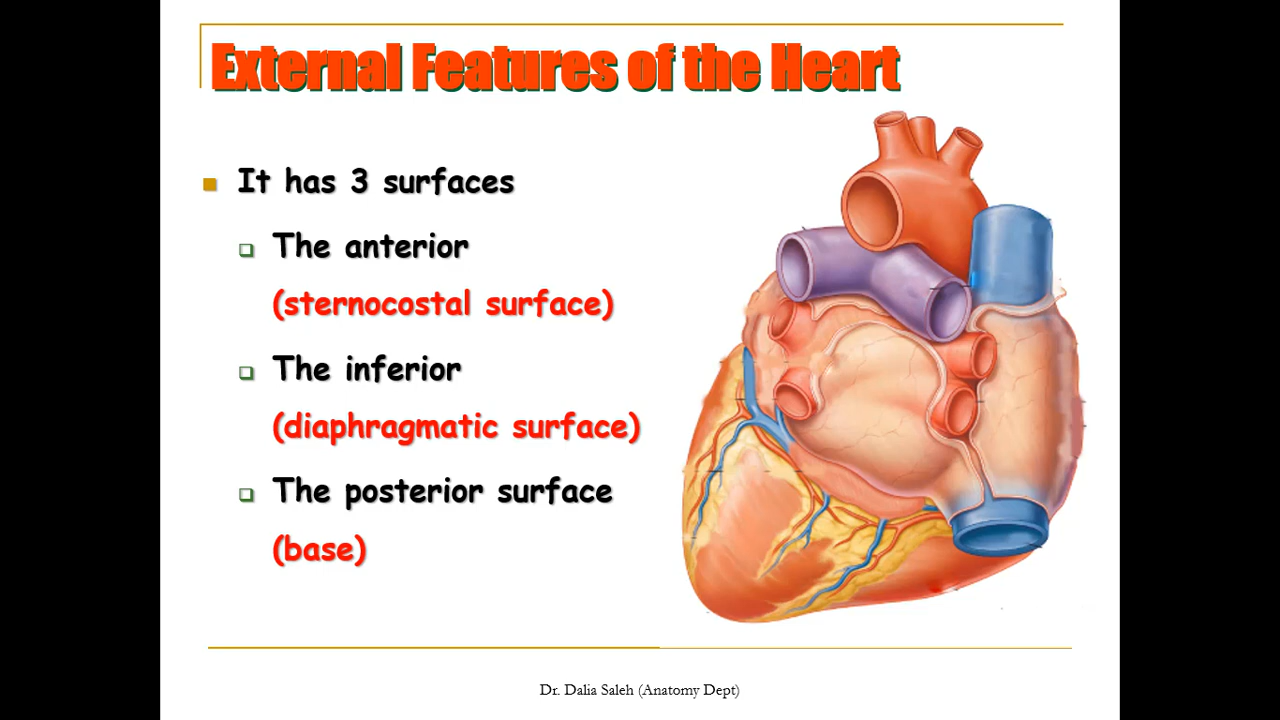 External Features of the Heart
It has 3 surfaces
The anterior
(sternocostal surface)
The inferior
(diaphragmatic surface)
The posterior surface
(base)
Dr. Dalia Saleh (Anatomy Dept)